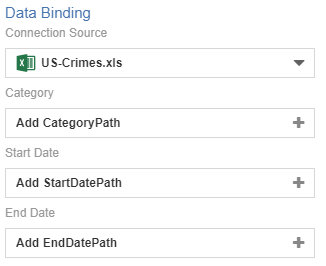 Data Binding
Connection Source
US-Crimes.xls
Category
Add CategoryPath
Start Date
Add StartDatePath
End Date
Add EndDatePath